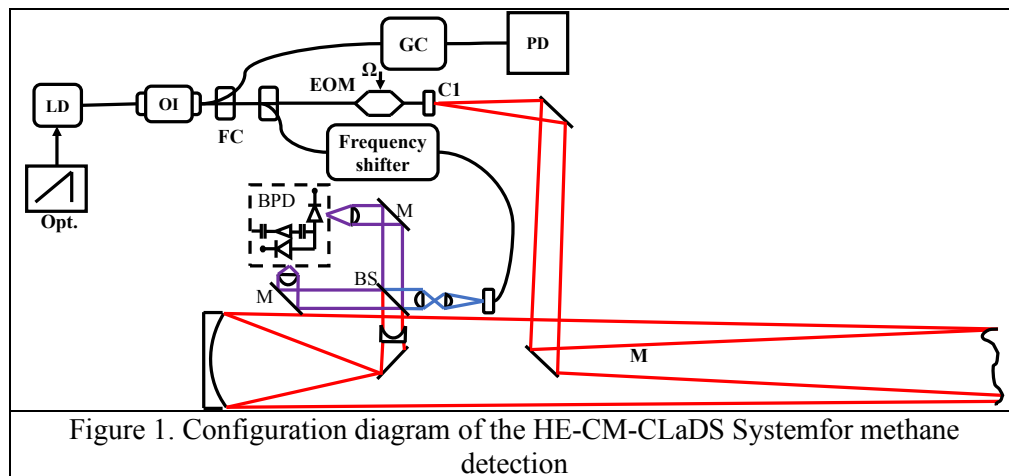 GC
PD
Ω
EOM
C1
LD
OI
FC
Frequency
shifter
Opt.
BPD
M
BS
M
M
Figure 1. Configuration diagram of the HE-CM-CLaDS Systemfor methane
detection